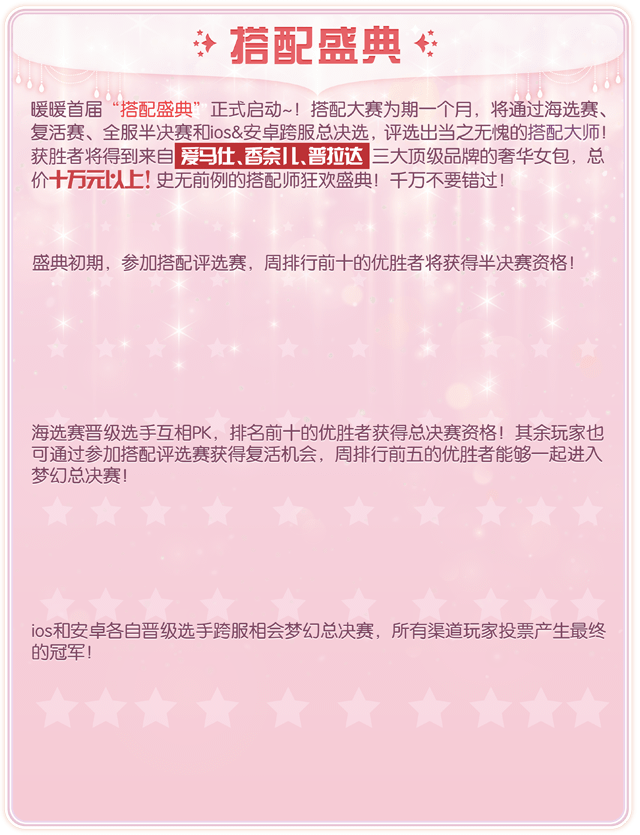 搭配盛典
暖暖首届“搭配盛典”正式启动~！搭配大赛为期一个月，将通过海选赛、
复活赛、全服半决赛和ios&安卓跨服总决选，评选出当之无愧的搭配大师！
获胜者将得到来自 爱马仕、香奈儿、普拉达 三大顶级品牌的奢华女包，总
价十万元以上！史无前例的搭配师狂欢盛典！千万不要错过！
盛典初期，参加搭配评选赛，周排行前十的优胜者将获得半决赛资格！
海选赛晋级选手互相PK，排名前十的优胜者获得总决赛资格！其余玩家也
可通过参加搭配评选赛获得复活机会，周排行前五的优胜者能够一起进入
梦幻总决赛！
ios和安卓各自晋级选手跨服相会梦幻总决赛，所有渠道玩家投票产生最终
的冠军！